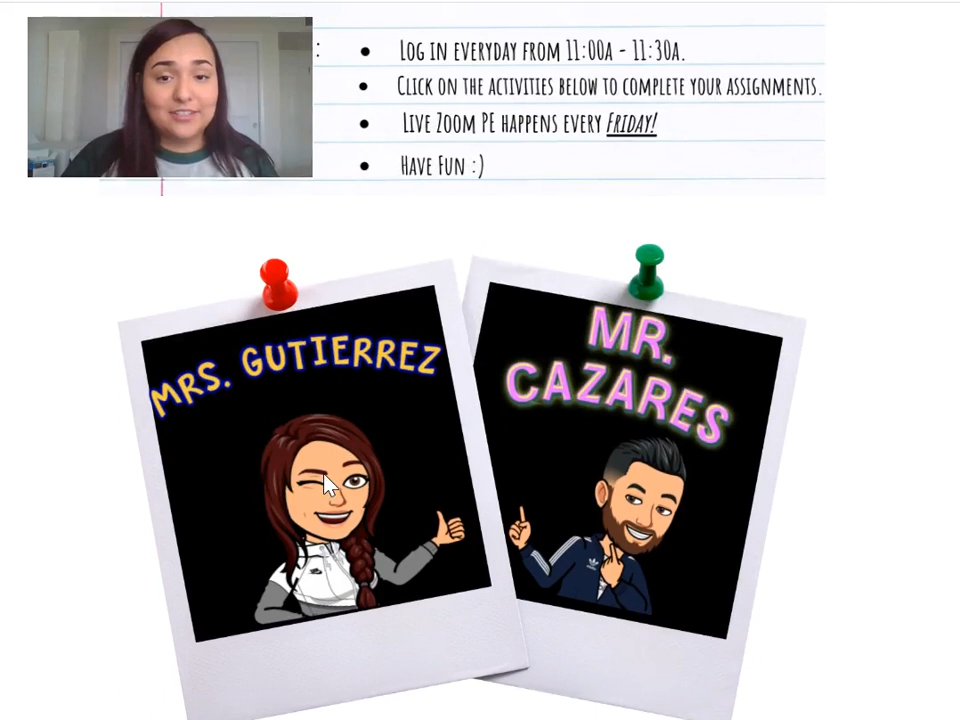 :
• Log in everyday from 11:00a - 11:30a.
• Click on the activities below to complete your assignments.
• Live Zoom PE happens every Friday!
• Have Fun :)
MRS. GUTIERREZ
MR.
CAZARES